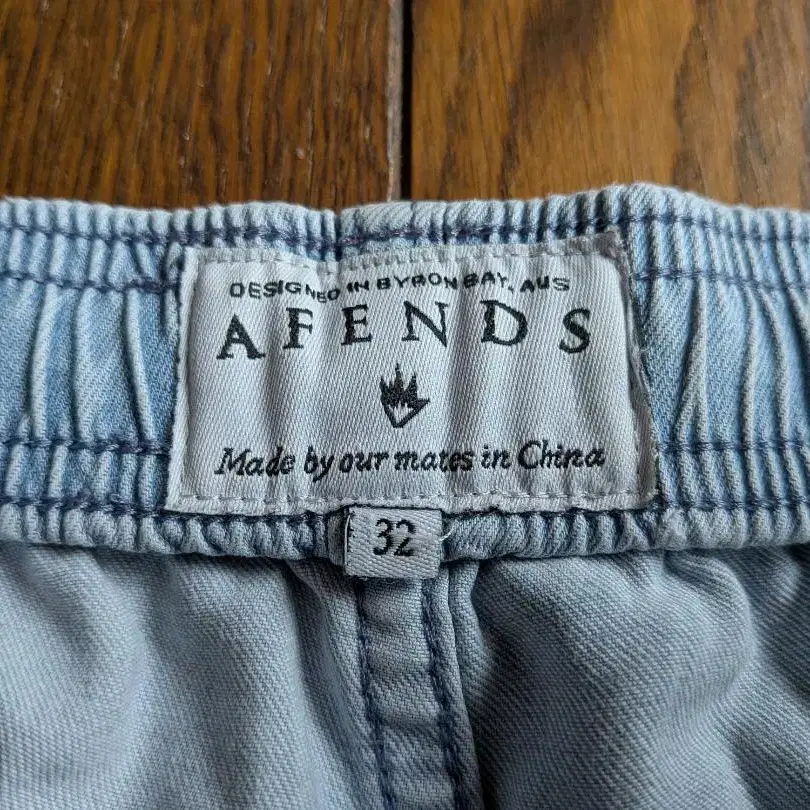 DESIGNED IN BYRON BAY, AUS
AFENDS
Made by our mates in China
32